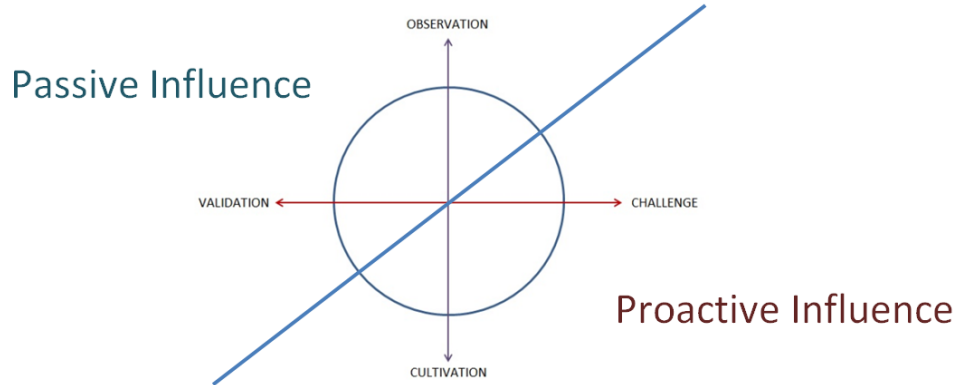 OBSERVATION
Passive Influence
VALIDATION
CHALLENGE
Proactive Influence
CULTIVATION